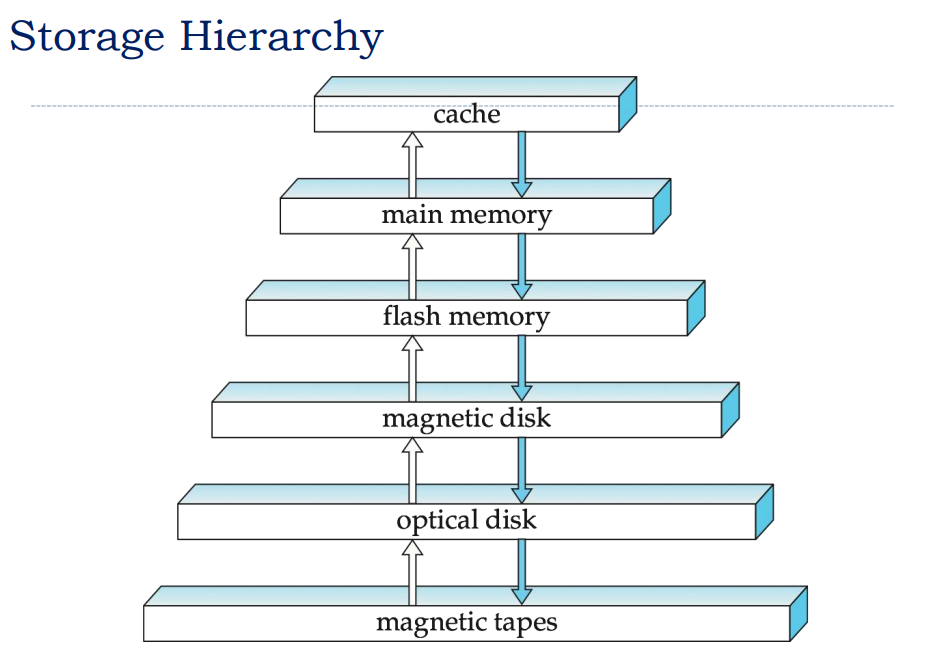 Storage Hierarchy
cache
main memory
flash memory
magnetic disk
optical disk
magnetic tapes